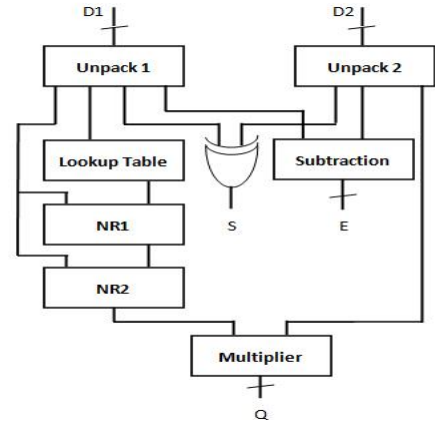 D1 D2
Unpack 1 Unpack 2
Lookup Table Subtraction
NR1 S E
NR2
Multiplier
Q